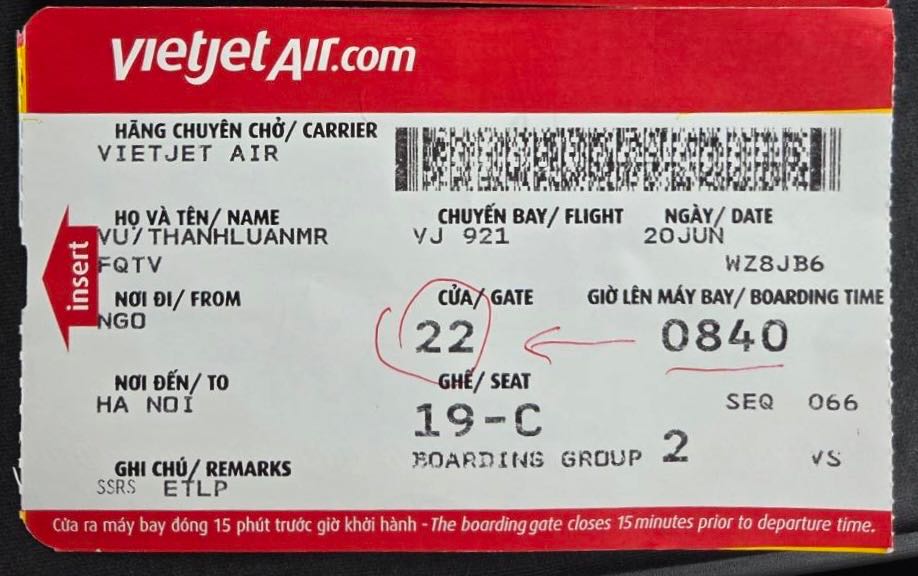 vietjetAir.com
HÃNG CHUYÊN CHỞ/ CARRIER
VIETJET AIR
HỌ VÀ TÊN/ NAME
VU/THANHLUANMR
CHUYẾN BAY/ FLIGHT
VJ 921
NGÀY/ DATE
20JUN
insert
FQTV
WZ8JB6
NƠI ĐI/ FROM
NGO
CỬA/ GATE
22
GIỜ LÊN MÁY BAY/ BOARDING TIME
0840
NƠI ĐẾN/ TO
HA NOI
GHẾ/ SEAT
19-C
SEQ 066
BOARDING GROUP 2
VS
GHI CHÚ/ REMARKS
SSRS ETLP
Cửa ra máy bay đóng 15 phút trước giờ khởi hành - The boarding gate closes 15 minutes prior to departure time.